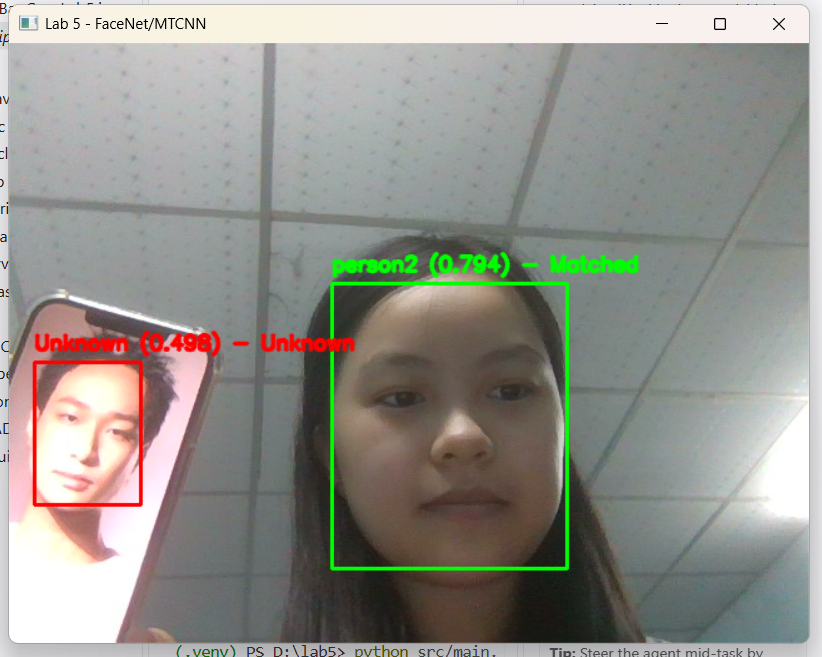 Lab 5 - FaceNet/MTCNN
person2 (0.794) - Matched
Unknown (0.498) - Unknown
(.venv) PS D:\lab5> python src/main.
Tip: Steer the agent mid-task by